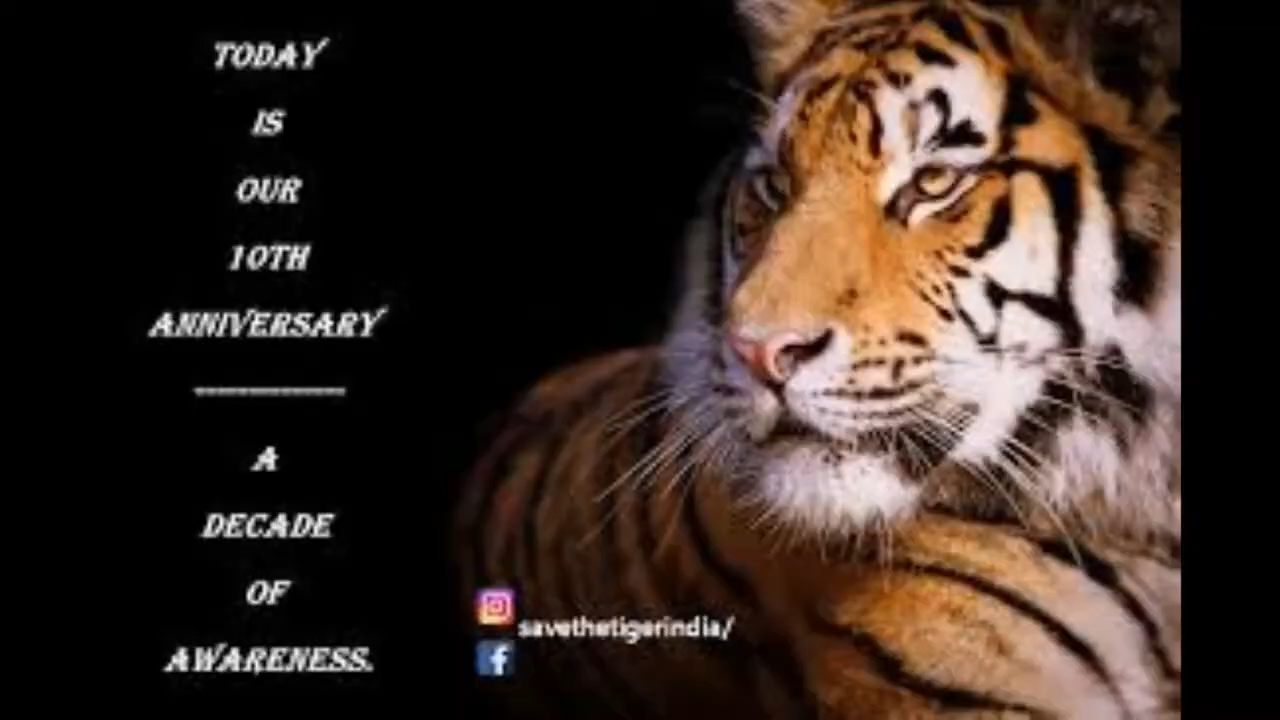 TODAY
IS
OUR
10TH
ANNIVERSARY
A
DECADE
OF
AWARENESS.
savethetigerindia/